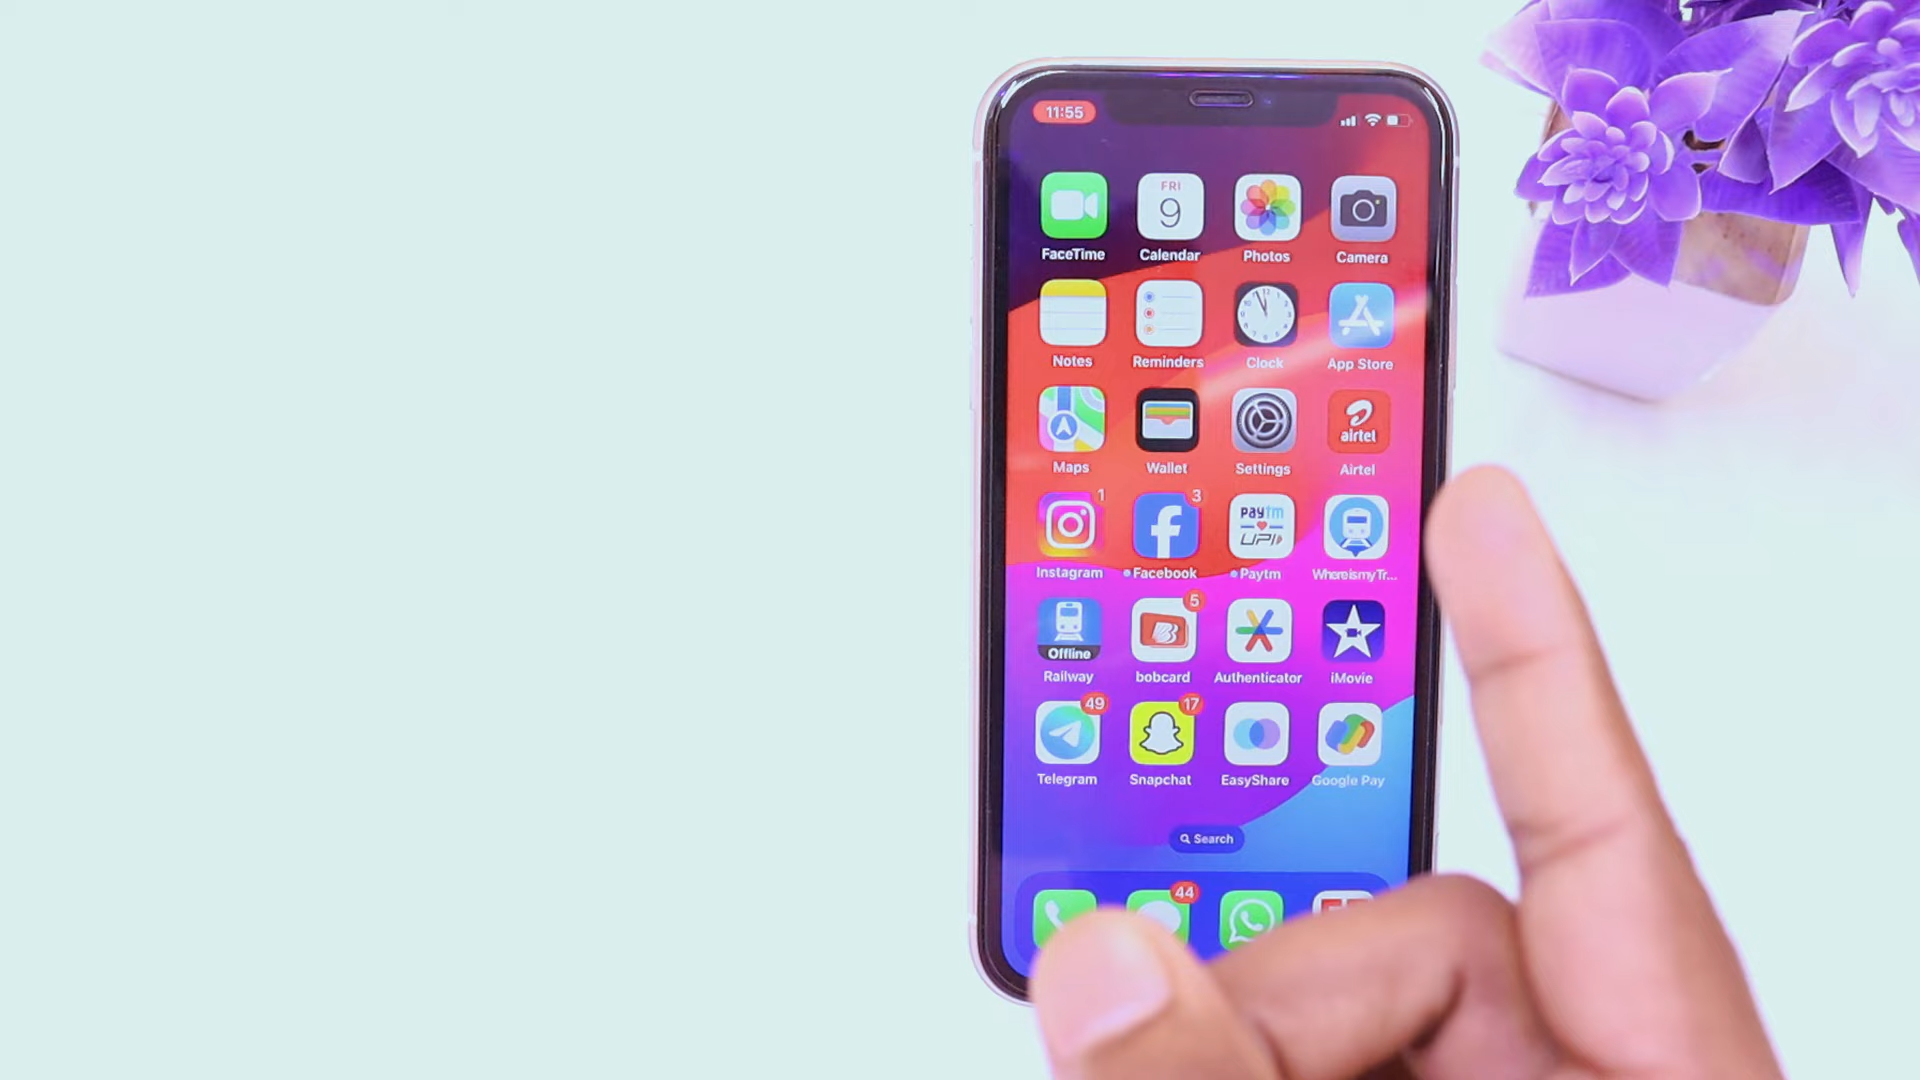 11:55
FRI
9
FaceTime Calendar Photos Camera
12
Notes Reminders Clock App Store
airtel
Maps Wallet Settings Airtel
1 3
paytm
UPI
Instagram Facebook Paytm WhereismyTr...
5
Offline
Railway bobcard Authenticator iMovie
49 17
Telegram Snapchat EasyShare Google Pay
Search
44